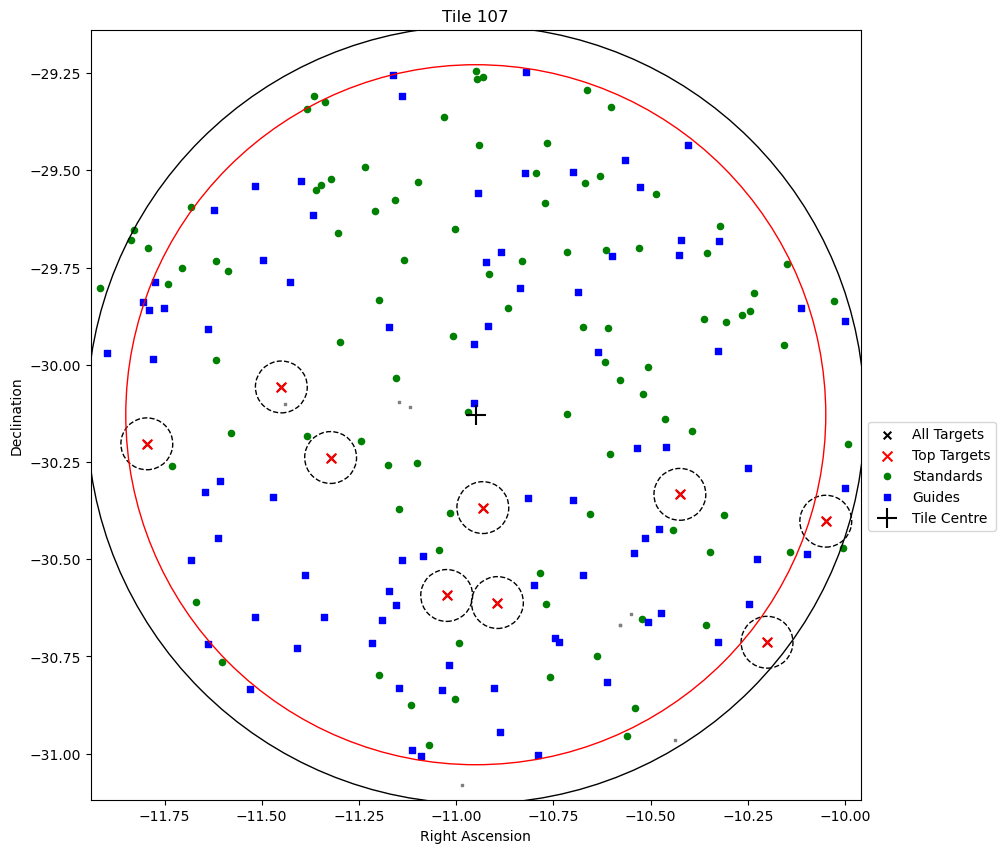 Tile 107
−29.25
−29.50
−29.75
−30.00
−30.25
−30.50
−30.75
−31.00
Declination
−11.75
−11.50
−11.25
−11.00
−10.75
−10.50
−10.25
−10.00
Right Ascension
All Targets
Top Targets
Standards
Guides
Tile Centre